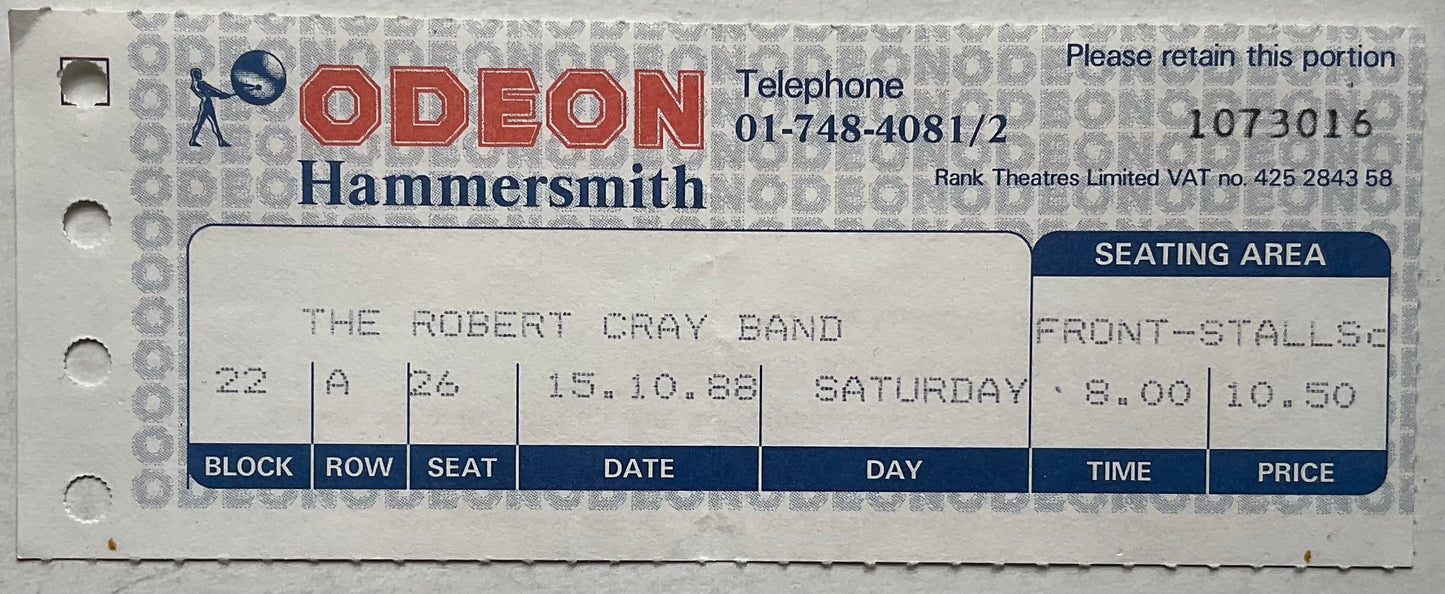 Please retain this portion
ODEON
Hammersmith
Telephone
01-748-4081/2
1073016
Rank Theatres Limited VAT no. 425 2843 58
SEATING AREA
THE ROBERT CRAY BAND
FRONT-STALLSc
22 A 26 15.10.88 SATURDAY 8.00 10.50
BLOCK ROW SEAT DATE DAY TIME PRICE